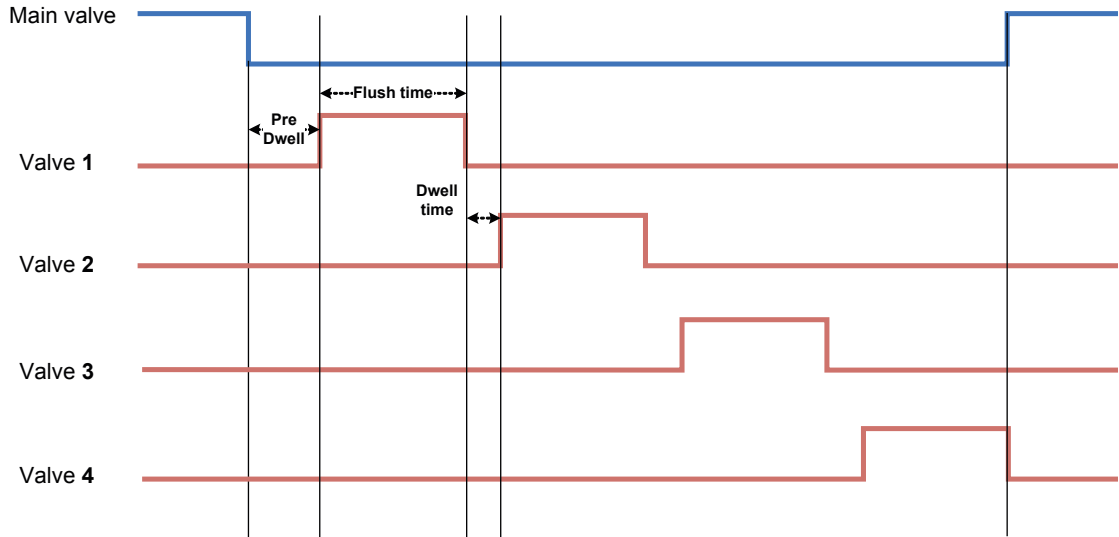 Main valve
Flush time
Pre
Dwell
Valve 1
Dwell
time
Valve 2
Valve 3
Valve 4